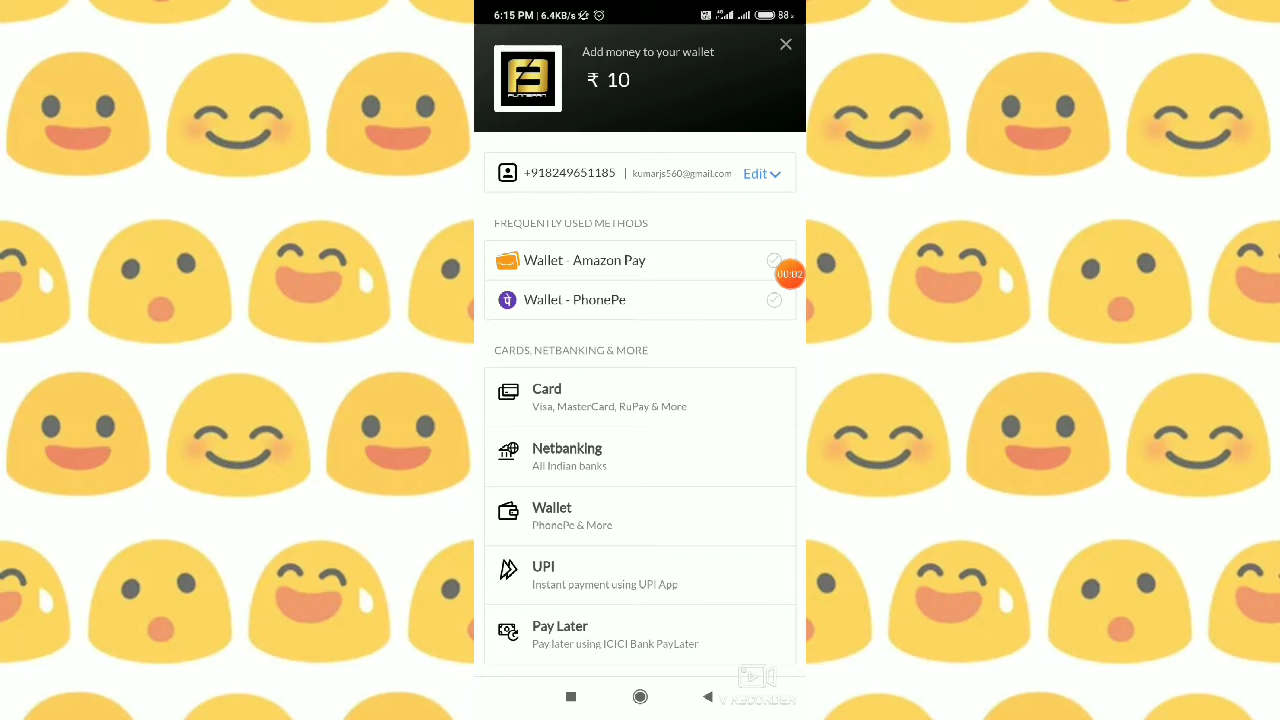 6:15 PM | 6.4KB/s
88
Add money to your wallet
₹ 10
+918249651185 | kumarjs560@gmail.com Edit
FREQUENTLY USED METHODS
Wallet - Amazon Pay
00:02
Wallet - PhonePe
CARDS, NETBANKING & MORE
Card
Visa, MasterCard, RuPay & More
Netbanking
All Indian banks
Wallet
PhonePe & More
UPI
Instant payment using UPI App
Pay Later
Pay later using ICICI Bank PayLater
V RECORDER